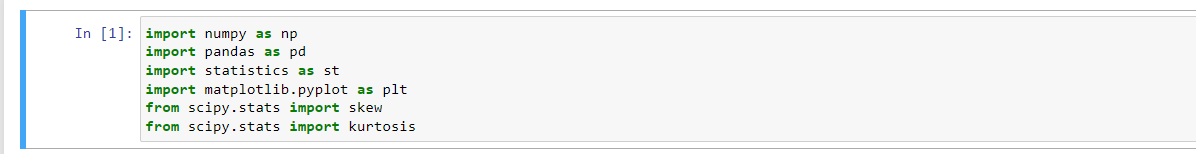 In [1]: import numpy as np
import pandas as pd
import statistics as st
import matplotlib.pyplot as plt
from scipy.stats import skew
from scipy.stats import kurtosis